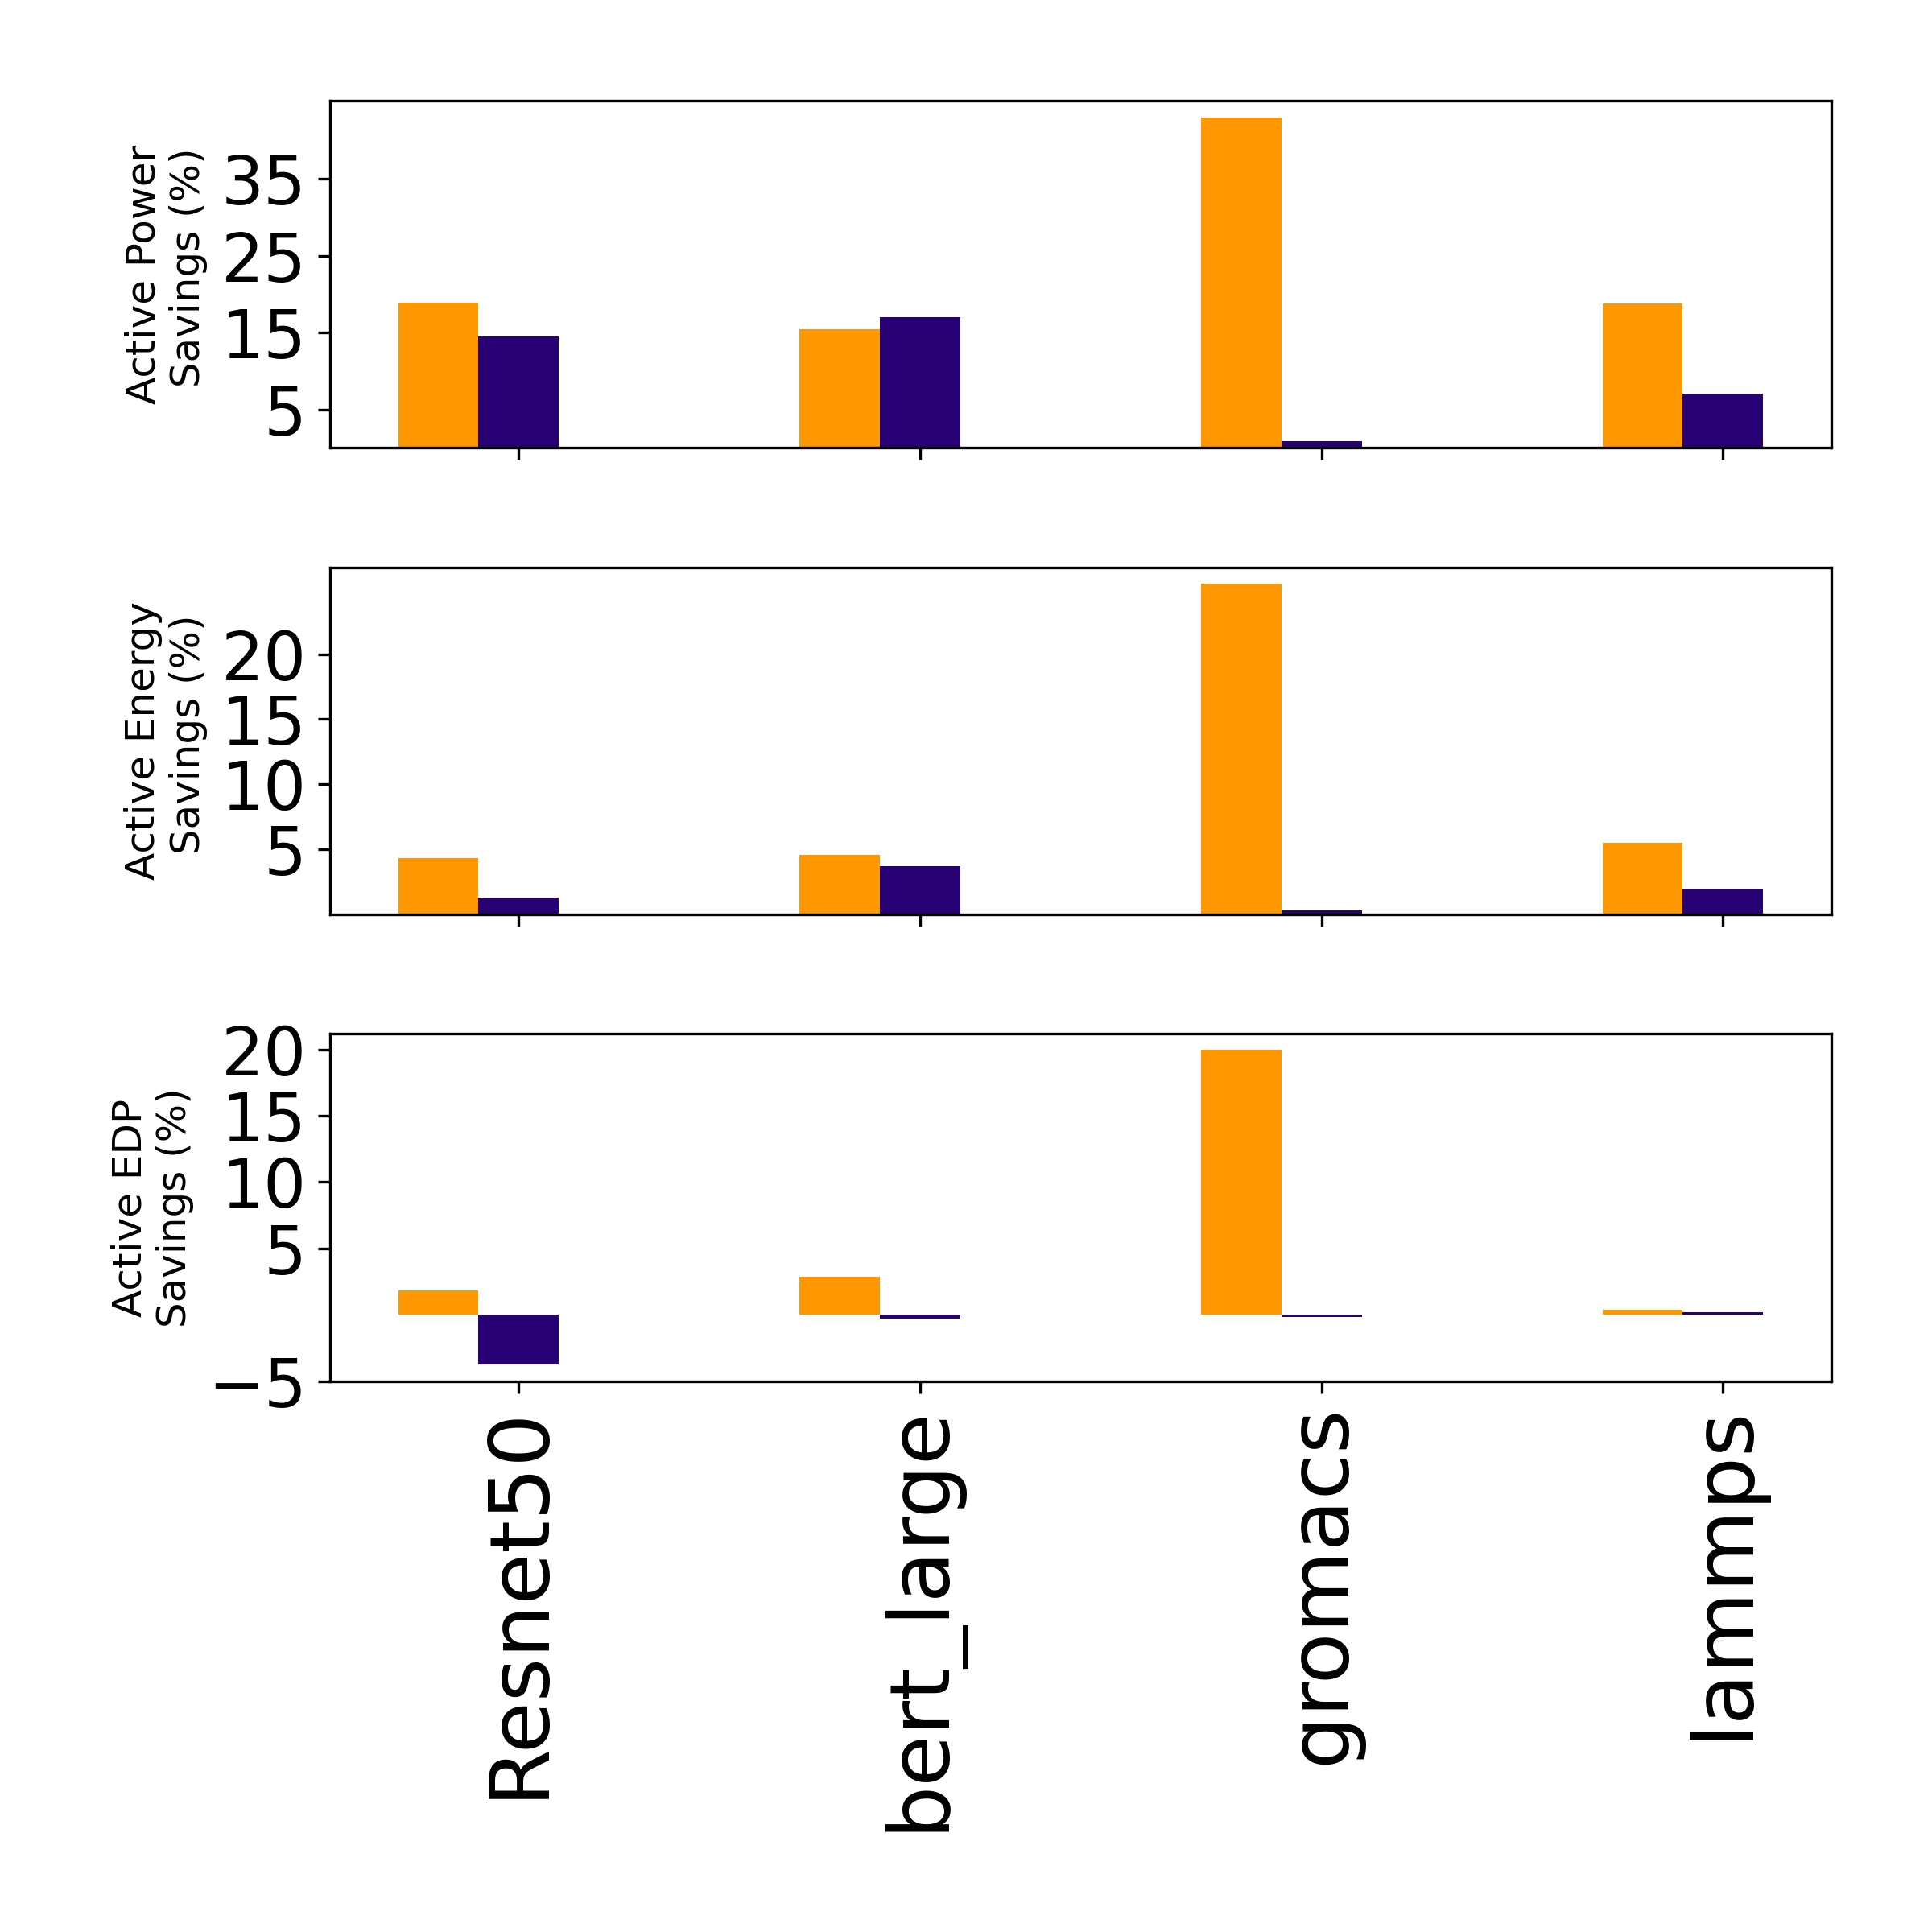 Active Power
Savings (%)
35
25
15
5
Active Energy
Savings (%)
20
15
10
5
Active EDP
Savings (%)
20
15
10
5
−5
Resnet50
bert_large
gromacs
lammps